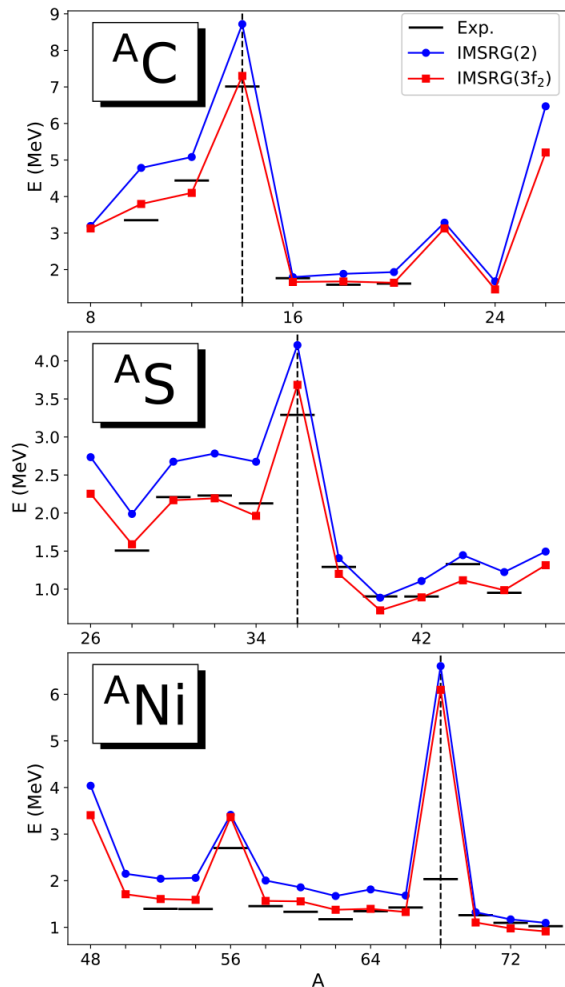 9
8
7
6
5
4
3
2
E (MeV)
ᴬC
Exp.
IMSRG(2)
IMSRG(3f₂)
8 16 24
4.0
3.5
3.0
2.5
2.0
1.5
1.0
E (MeV)
ᴬS
26 34 42
6
5
4
3
2
1
E (MeV)
ᴬNi
48 56 64 72
A